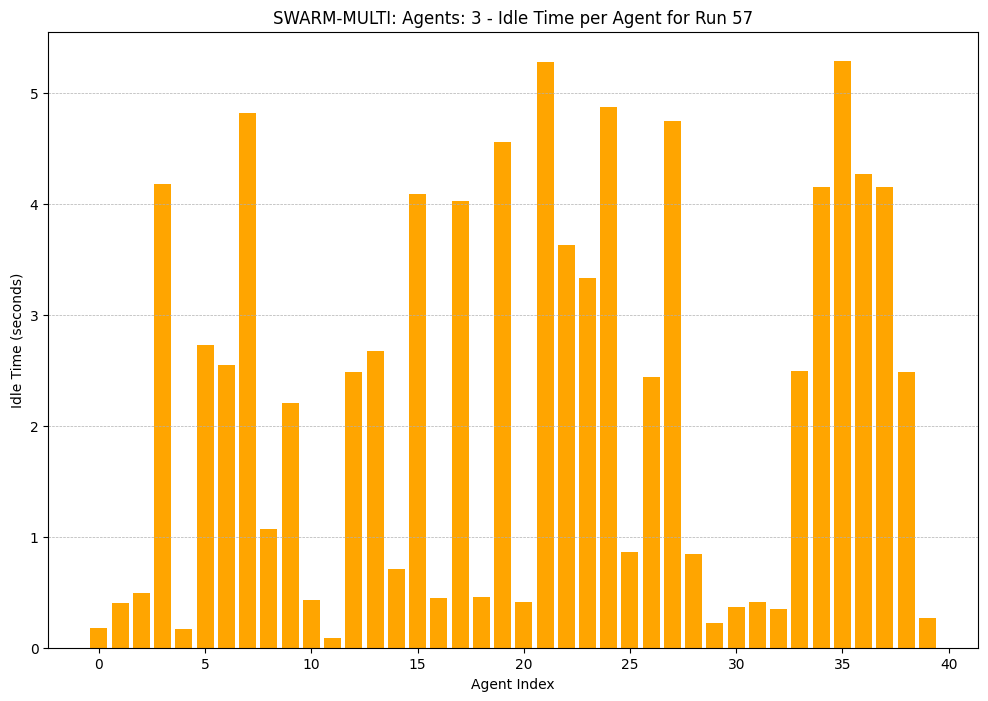 SWARM-MULTI: Agents: 3 - Idle Time per Agent for Run 57
Idle Time (seconds)
5
4
3
2
1
0
0 5 10 15 20 25 30 35 40
Agent Index